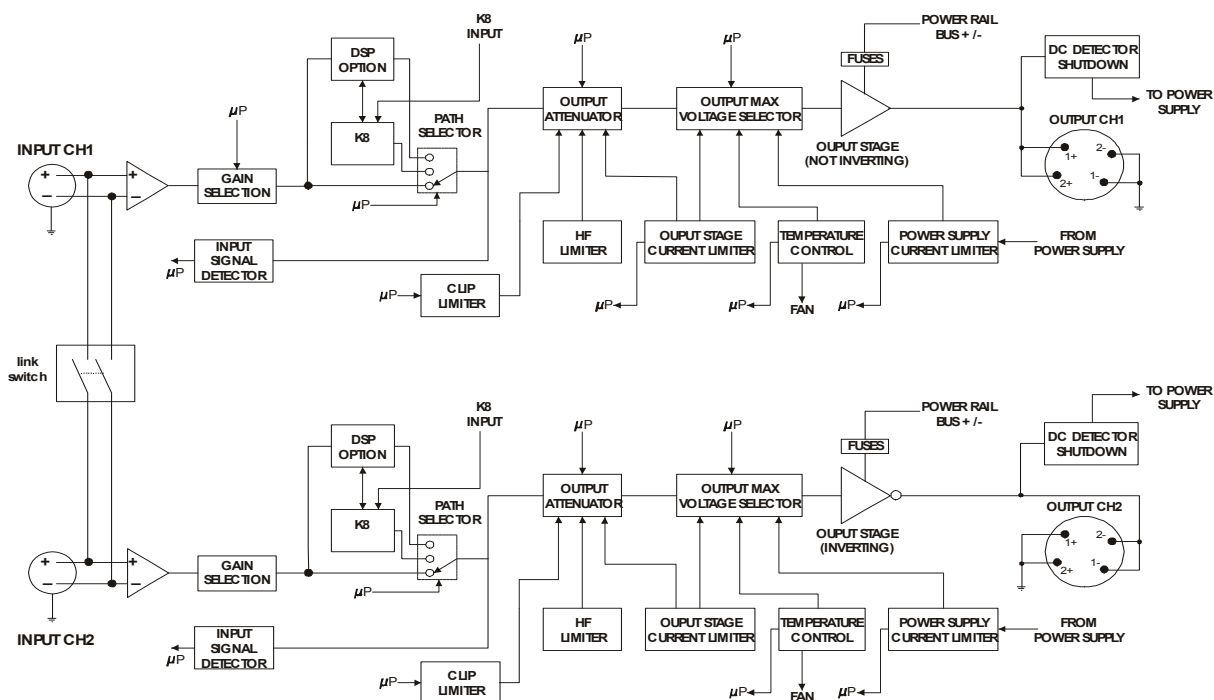 K8
INPUT
POWER RAIL
BUS + /-
DSP
OPTION
µP
µP
FUSES
DC DETECTOR
SHUTDOWN
µP
OUTPUT
ATTENUATOR
OUTPUT MAX
VOLTAGE SELECTOR
TO POWER
SUPPLY
PATH
SELECTOR
K8
OUTPUT CH1
INPUT CH1
OUPUT STAGE
(NOT INVERTING)
1+
2-
2+
1-
+
-
+
-
GAIN
SELECTION
µP
HF
LIMITER
OUPUT STAGE
CURRENT LIMITER
TEMPERATURE
CONTROL
POWER SUPPLY
CURRENT LIMITER
FROM
POWER SUPPLY
INPUT
SIGNAL
DETECTOR
µP
µP
CLIP
LIMITER
µP
µP
FAN
µP
link
switch
TO POWER
SUPPLY
K8
INPUT
POWER RAIL
BUS + /-
DSP
OPTION
µP
µP
FUSES
DC DETECTOR
SHUTDOWN
OUTPUT
ATTENUATOR
OUTPUT MAX
VOLTAGE SELECTOR
PATH
SELECTOR
K8
OUTPUT CH2
OUPUT STAGE
(INVERTING)
1+
2-
2+
1-
+
-
+
-
GAIN
SELECTION
µP
INPUT CH2
HF
LIMITER
OUPUT STAGE
CURRENT LIMITER
TEMPERATURE
CONTROL
POWER SUPPLY
CURRENT LIMITER
FROM
POWER SUPPLY
INPUT
SIGNAL
DETECTOR
µP
µP
CLIP
LIMITER
µP
µP
FAN
µP